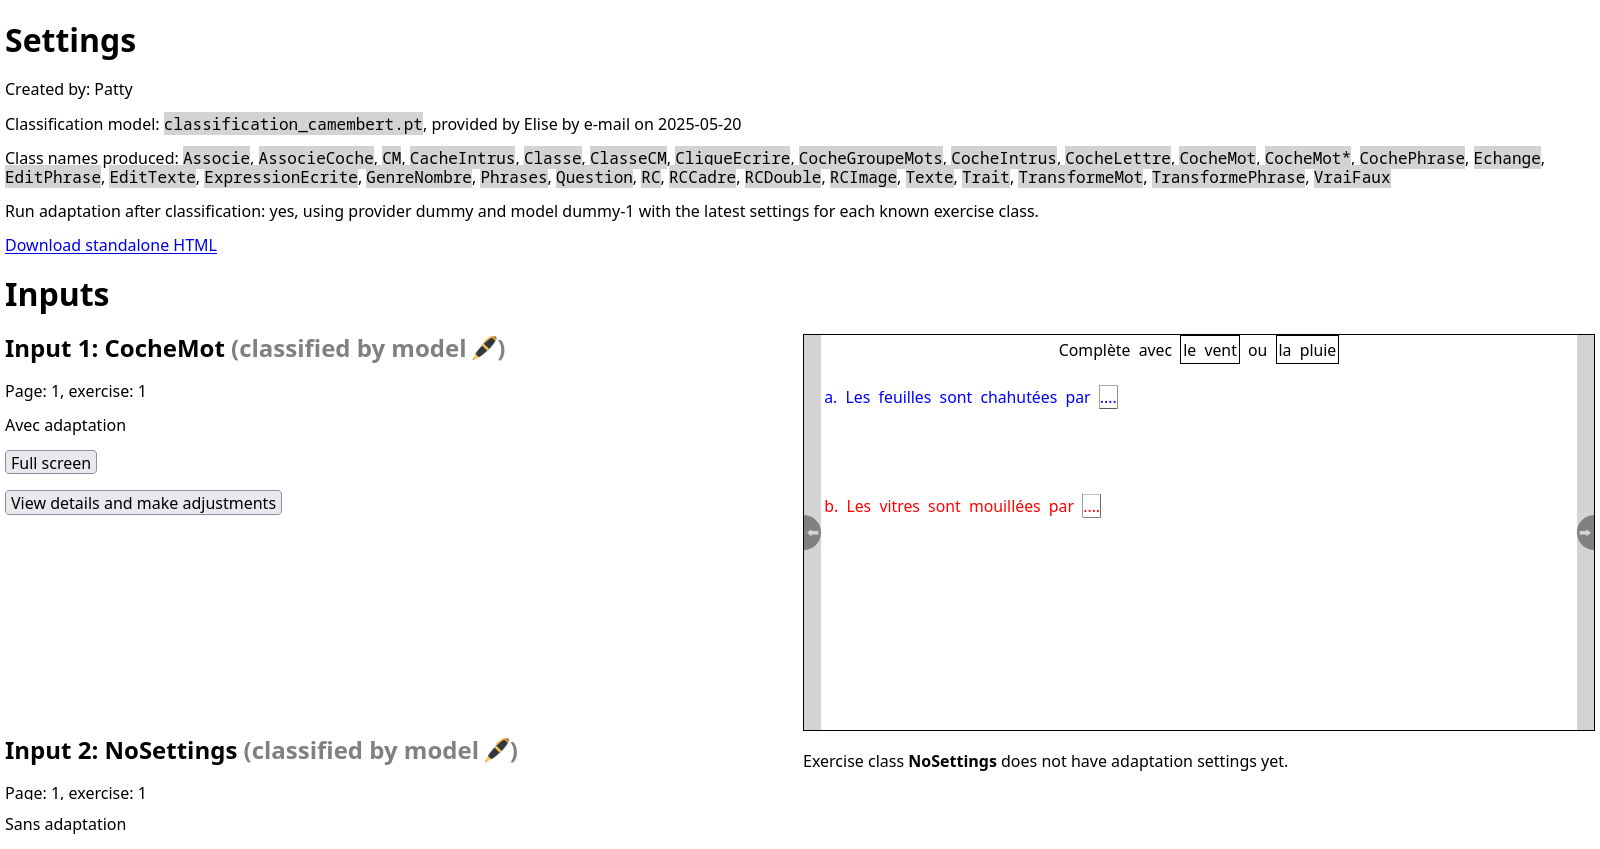 Settings
Created by: Patty
Classification model: classification_camembert.pt, provided by Elise by e-mail on 2025-05-20
Class names produced: Associe, AssocieCoche, CM, CacheIntrus, Classe, ClasseCM, CliqueEcrire, CocheGroupeMots, CocheIntrus, CocheLettre, CocheMot, CocheMot*, CochePhrase, Echange,
EditPhrase, EditTexte, ExpressionEcrite, GenreNombre, Phrases, Question, RC, RCCadre, RCDouble, RCImage, Texte, Trait, TransformeMot, TransformePhrase, VraiFaux
Run adaptation after classification: yes, using provider dummy and model dummy-1 with the latest settings for each known exercise class.
Download standalone HTML
Inputs
Input 1: CocheMot (classified by model 🖋)
Page: 1, exercise: 1
Avec adaptation
Full screen
View details and make adjustments
Complète avec le vent ou la pluie
a. Les feuilles sont chahutées par ....
b. Les vitres sont mouillées par ....
Input 2: NoSettings (classified by model 🖋)
Page: 1, exercise: 1
Sans adaptation
Exercise class NoSettings does not have adaptation settings yet.